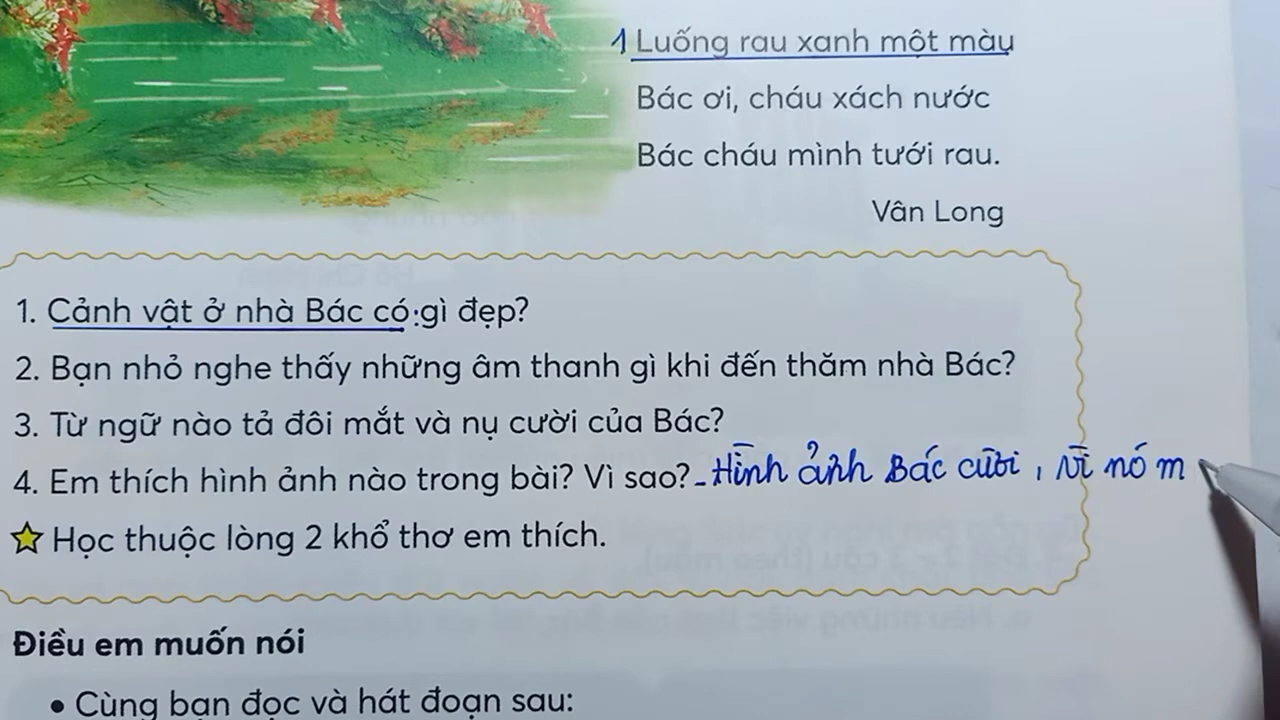 1 Luống rau xanh một màu
Bác ơi, cháu xách nước
Bác cháu mình tưới rau.
Vân Long
1. Cảnh vật ở nhà Bác có gì đẹp?
2. Bạn nhỏ nghe thấy những âm thanh gì khi đến thăm nhà Bác?
3. Từ ngữ nào tả đôi mắt và nụ cười của Bác?
4. Em thích hình ảnh nào trong bài? Vì sao? - Hình ảnh Bác cười, vì nó m
Học thuộc lòng 2 khổ thơ em thích.
Điều em muốn nói
• Cùng bạn đọc và hát đoạn sau: